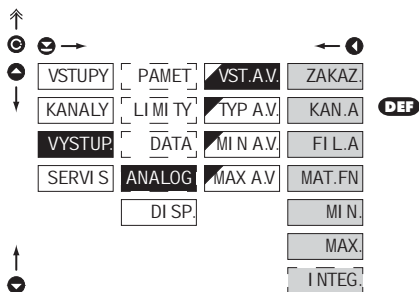 VSTUPY PAMET VST.A.V. ZAKAZ.
KANALY LIMITY TYP A.V. KAN.A DEF
VYSTUP. DATA MIN A.V. FIL.A
SERVIS ANALOG MAX A.V MAT.FN
DISP. MIN.
MAX.
INTEG.